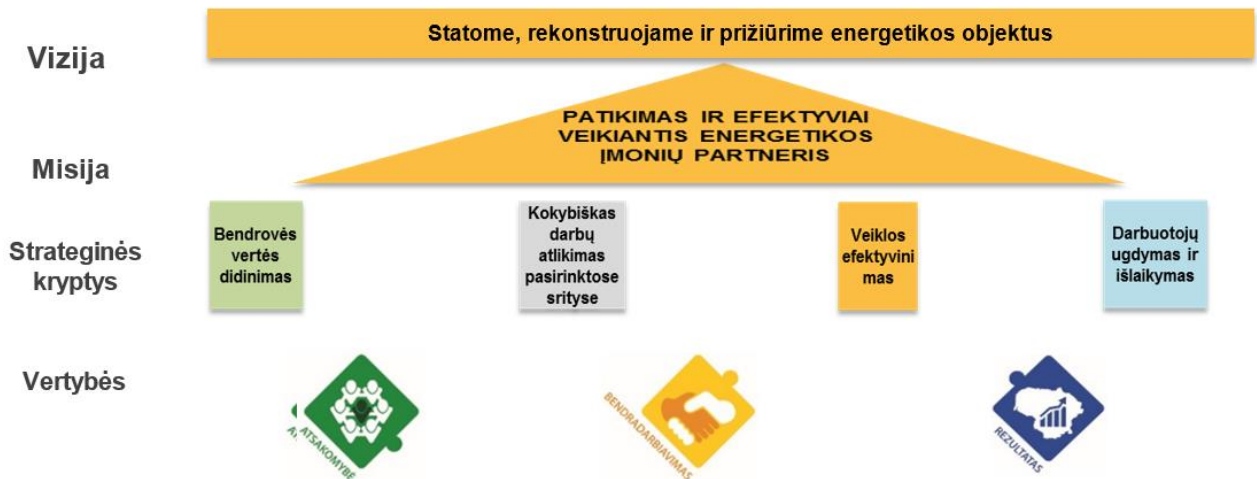 Vizija
Statome, rekonstruojame ir prižiūrime energetikos objektus
Misija
PATIKIMAS IR EFEKTYVIAI
VEIKIANTIS ENERGETIKOS
ĮMONIŲ PARTNERIS
Strateginės
kryptys
Bendrovės
vertės
didinimas
Kokybiškas
darbų
atlikimas
pasirinktose
srityse
Veiklos
efektyvini
mas
Darbuotojų
ugdymas ir
išlaikymas
Vertybės
ATSAKOMYBĖ
BENDRADARBIAVIMAS
REZULTATAS